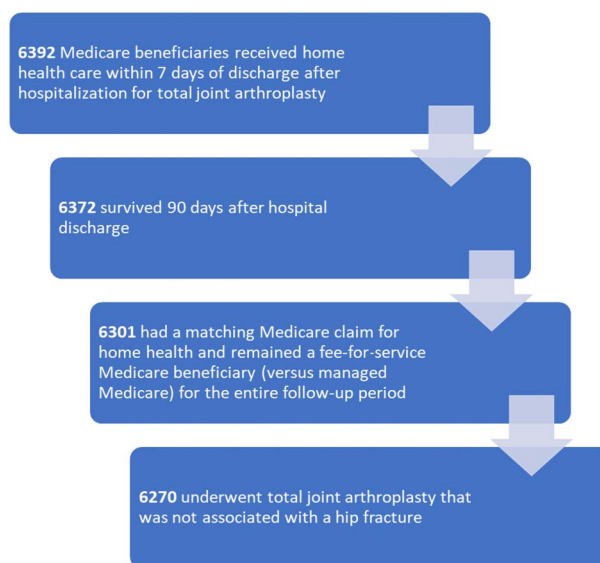 6392 Medicare beneficiaries received home
health care within 7 days of discharge after
hospitalization for total joint arthroplasty
6372 survived 90 days after hospital
discharge
6301 had a matching Medicare claim for
home health and remained a fee-for-service
Medicare beneficiary (versus managed
Medicare) for the entire follow-up period
6270 underwent total joint arthroplasty that
was not associated with a hip fracture